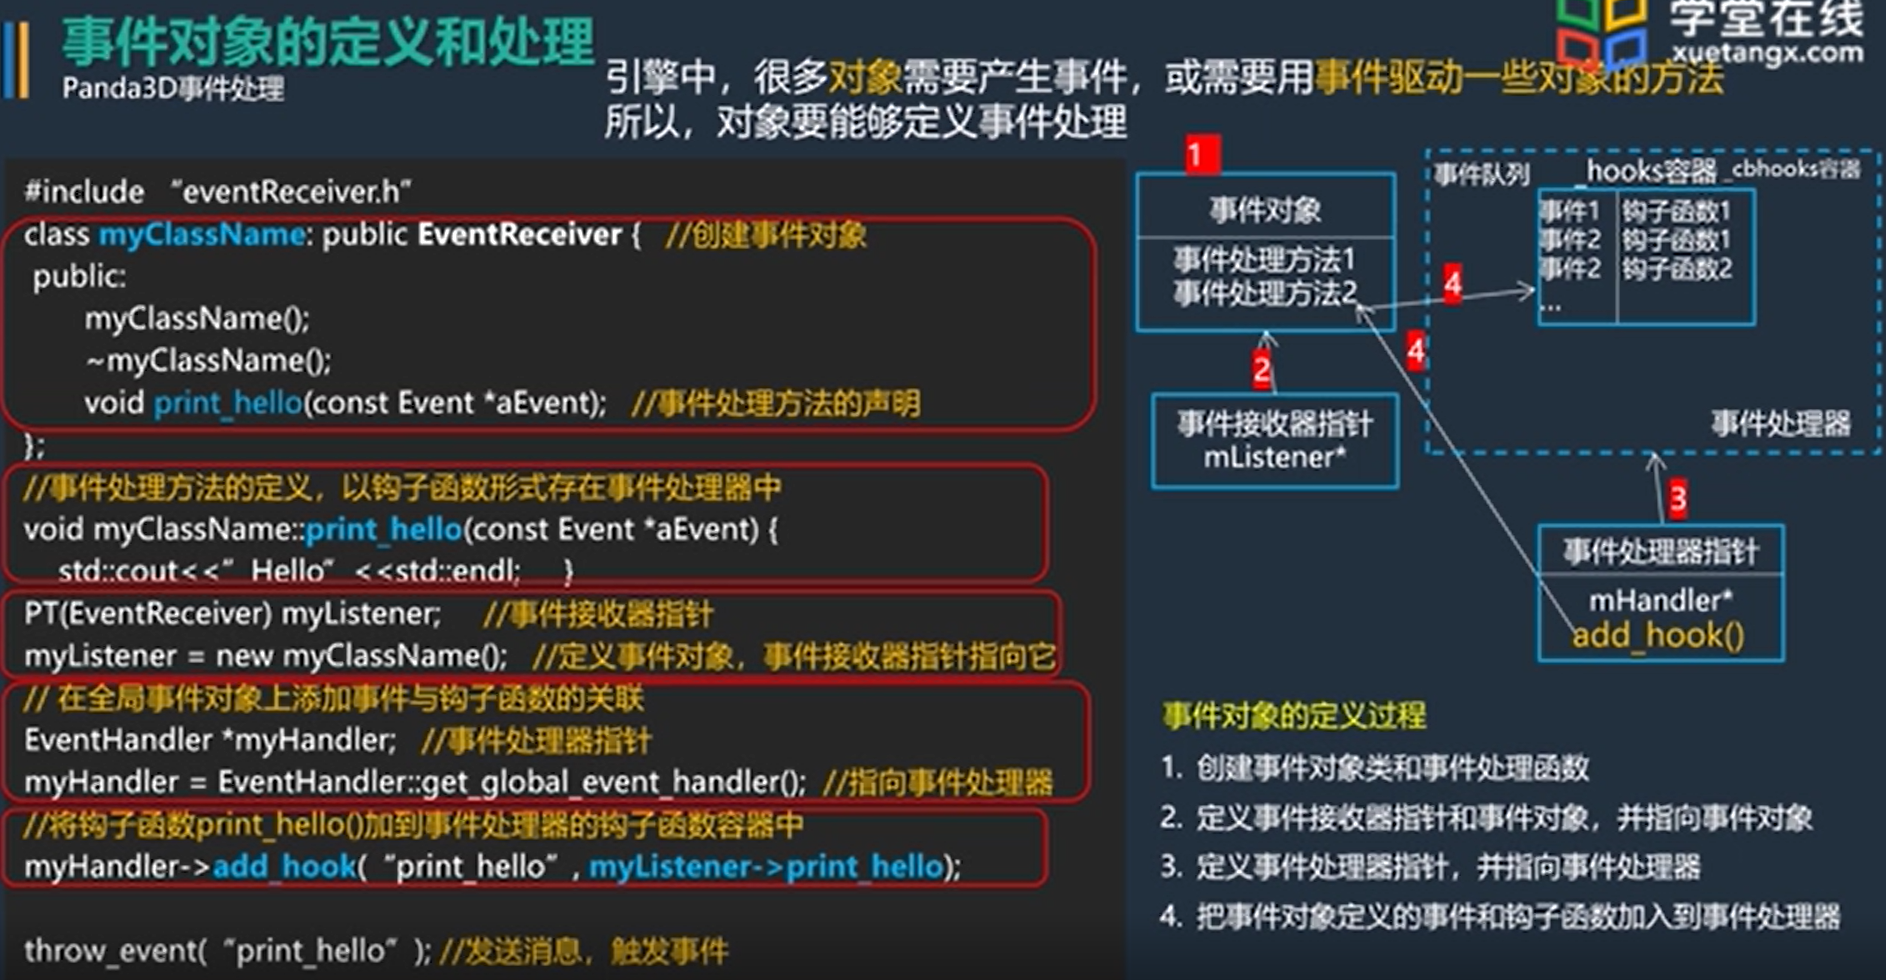 事件对象的定义和处理
Panda3D事件处理
学堂在线
xuetangx.com
引擎中，很多对象需要产生事件，或需要用事件驱动一些对象的方法
所以，对象要能够定义事件处理
#include “eventReceiver.h”
class myClassName: public EventReceiver { //创建事件对象
public:
myClassName();
~myClassName();
void print_hello(const Event *aEvent); //事件处理方法的声明
};
//事件处理方法的定义，以钩子函数形式存在事件处理器中
void myClassName::print_hello(const Event *aEvent) {
std::cout<<“ Hello” <<std::endl; }
PT(EventReceiver) myListener; //事件接收器指针
myListener = new myClassName(); //定义事件对象，事件接收器指针指向它
// 在全局事件对象上添加事件与钩子函数的关联
EventHandler *myHandler; //事件处理器指针
myHandler = EventHandler::get_global_event_handler(); //指向事件处理器
//将钩子函数print_hello()加到事件处理器的钩子函数容器中
myHandler->add_hook( “print_hello” , myListener->print_hello);
throw_event( “print_hello” ); //发送消息，触发事件
1
事件对象
事件处理方法1
事件处理方法2
2
事件接收器指针
mListener*
4
4
事件队列
_hooks容器 _cbhooks容器
事件1 钩子函数1
事件2 钩子函数1
事件2 钩子函数2
...
事件处理器
3
事件处理器指针
mHandler*
add_hook()
事件对象的定义过程
1. 创建事件对象类和事件处理函数
2. 定义事件接收器指针和事件对象，并指向事件对象
3. 定义事件处理器指针，并指向事件处理器
4. 把事件对象定义的事件和钩子函数加入到事件处理器